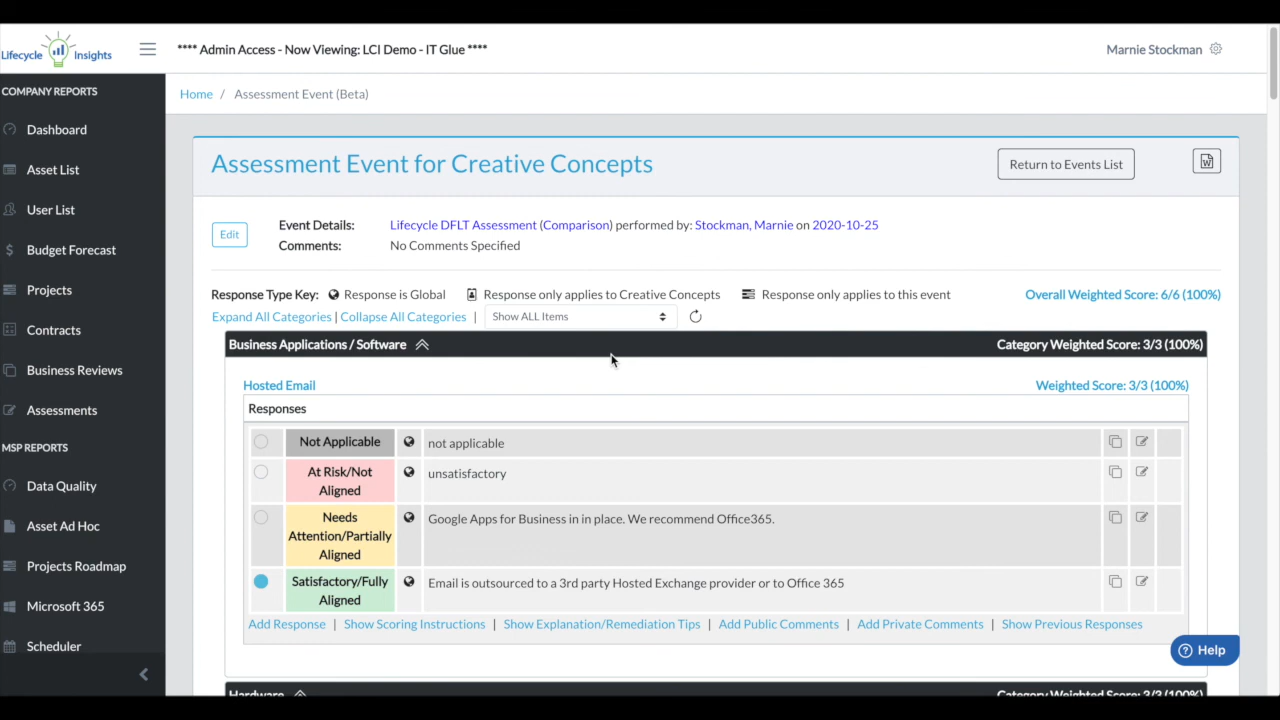 Lifecycle Insights
**** Admin Access - Now Viewing: LCI Demo - IT Glue ****
Marnie Stockman
COMPANY REPORTS
Dashboard
Asset List
User List
Budget Forecast
Projects
Contracts
Business Reviews
Assessments
MSP REPORTS
Data Quality
Asset Ad Hoc
Projects Roadmap
Microsoft 365
Scheduler
Home / Assessment Event (Beta)
Assessment Event for Creative Concepts
Return to Events List
Edit
Event Details: Lifecycle DFLT Assessment (Comparison) performed by: Stockman, Marnie on 2020-10-25
Comments: No Comments Specified
Response Type Key: Response is Global Response only applies to Creative Concepts Response only applies to this event Overall Weighted Score: 6/6 (100%)
Expand All Categories | Collapse All Categories | Show ALL Items
Business Applications / Software Category Weighted Score: 3/3 (100%)
Hosted Email Weighted Score: 3/3 (100%)
Responses
Not Applicable not applicable
At Risk/Not
Aligned
unsatisfactory
Needs
Attention/Partially
Aligned
Google Apps for Business in in place. We recommend Office365.
Satisfactory/Fully
Aligned
Email is outsourced to a 3rd party Hosted Exchange provider or to Office 365
Add Response | Show Scoring Instructions | Show Explanation/Remediation Tips | Add Public Comments | Add Private Comments | Show Previous Responses
Help
Hardware Category Weighted Score: 3/3 (100%)